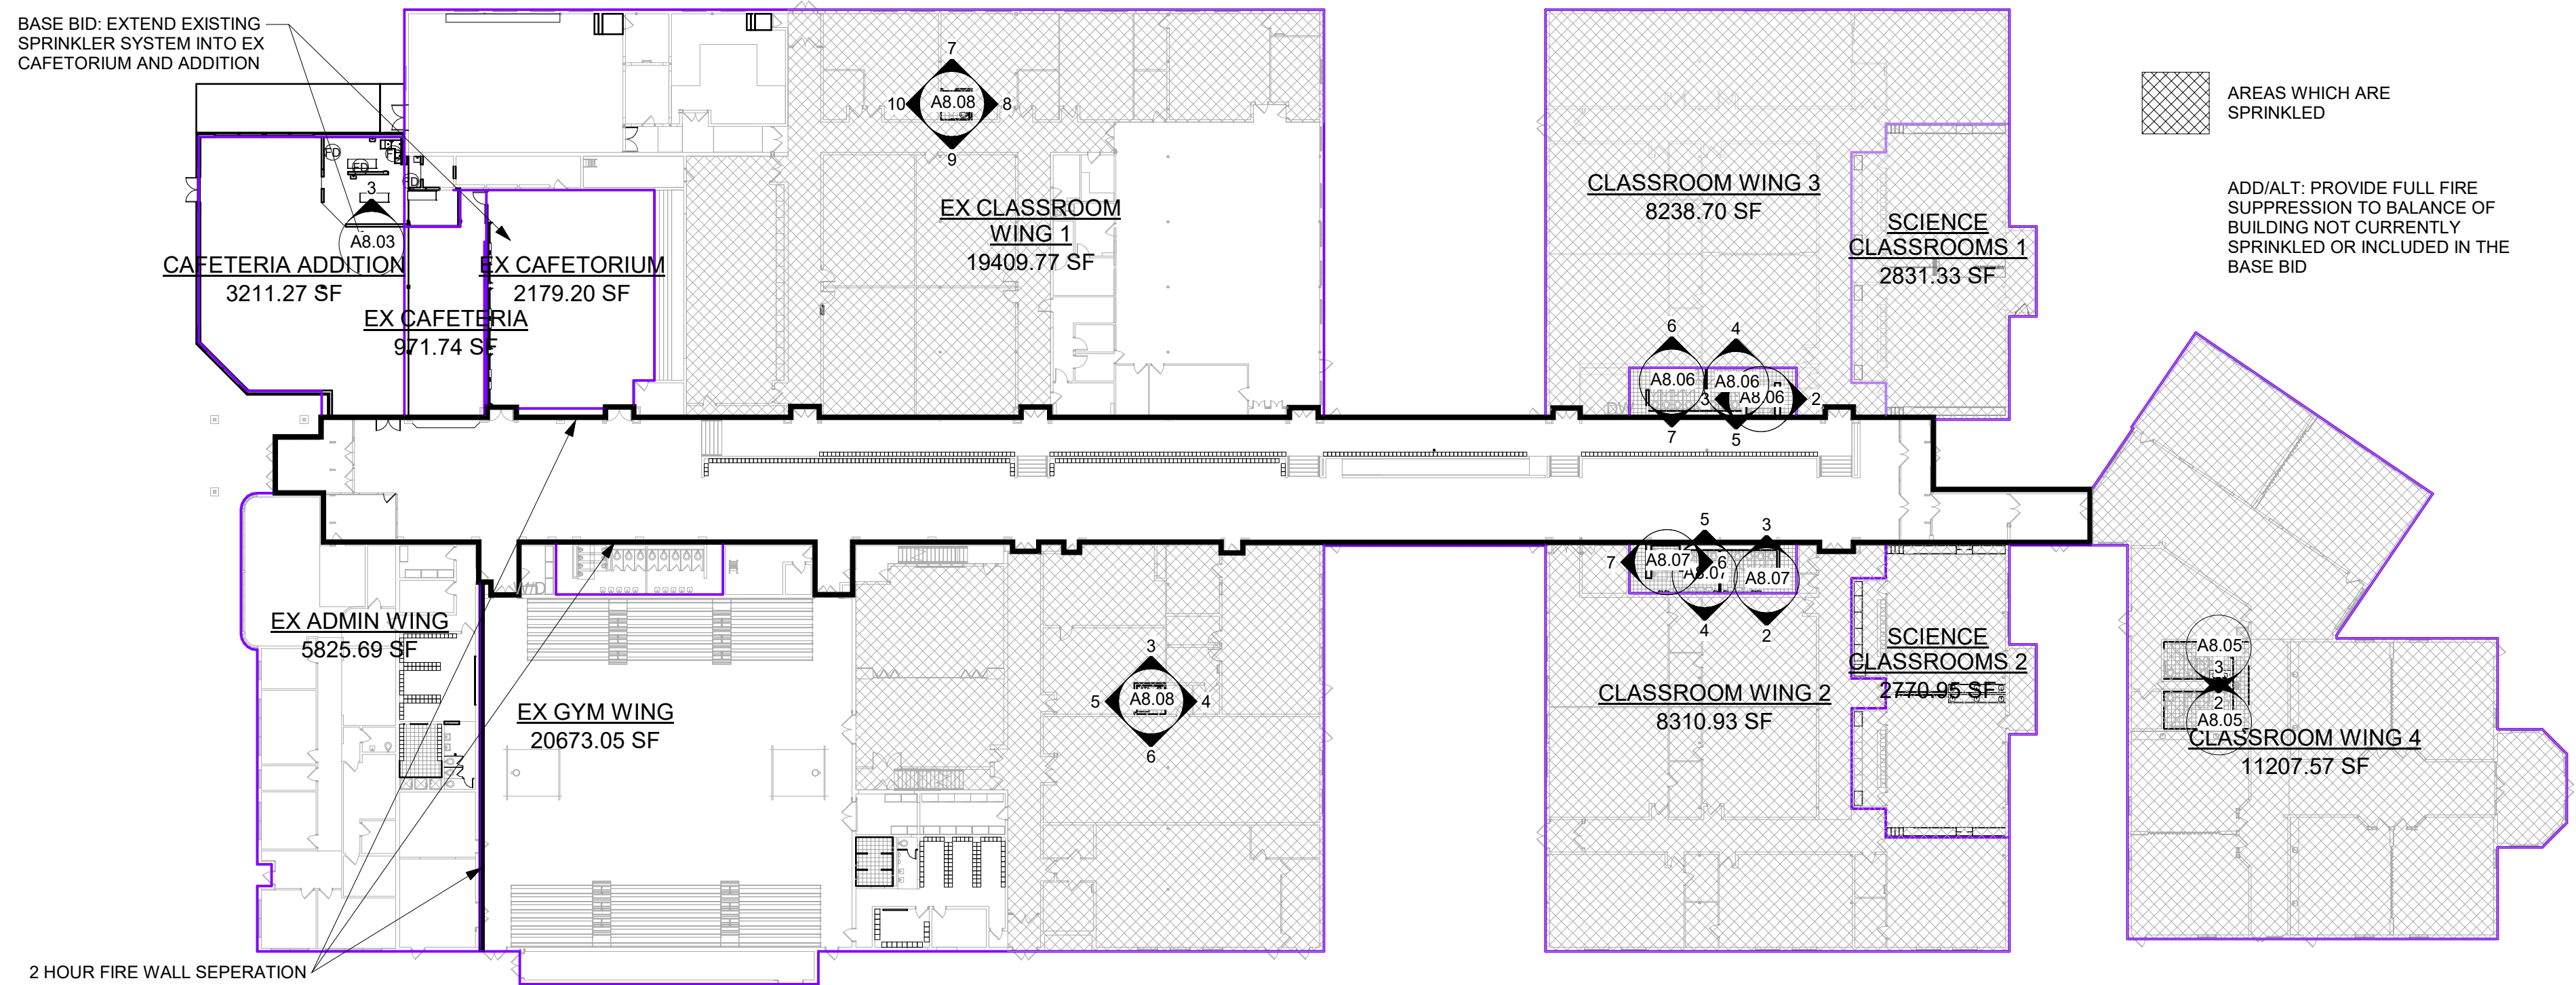 BASE BID: EXTEND EXISTING
SPRINKLER SYSTEM INTO EX
CAFETORIUM AND ADDITION
7
10
A8.08
8
9
AREAS WHICH ARE
SPRINKLED
ADD/ALT: PROVIDE FULL FIRE
SUPPRESSION TO BALANCE OF
BUILDING NOT CURRENTLY
SPRINKLED OR INCLUDED IN THE
BASE BID
FD
FD
3
A8.03
CAFETERIA ADDITION
3211.27 SF
EX CAFETORIUM
2179.20 SF
EX CAFETERIA
971.74 SF
EX CLASSROOM
WING 1
19409.77 SF
CLASSROOM WING 3
8238.70 SF
SCIENCE
CLASSROOMS 1
2831.33 SF
6
4
A8.06
A8.06
A8.06
3
2
7
5
5
3
7
A8.07
6
A8.07
A8.07
4
2
EX ADMIN WING
5825.69 SF
EX GYM WING
20673.05 SF
3
5
A8.08
4
6
CLASSROOM WING 2
8310.93 SF
SCIENCE
CLASSROOMS 2
2770.95 SF
A8.05
3
2
A8.05
CLASSROOM WING 4
11207.57 SF
2 HOUR FIRE WALL SEPERATION